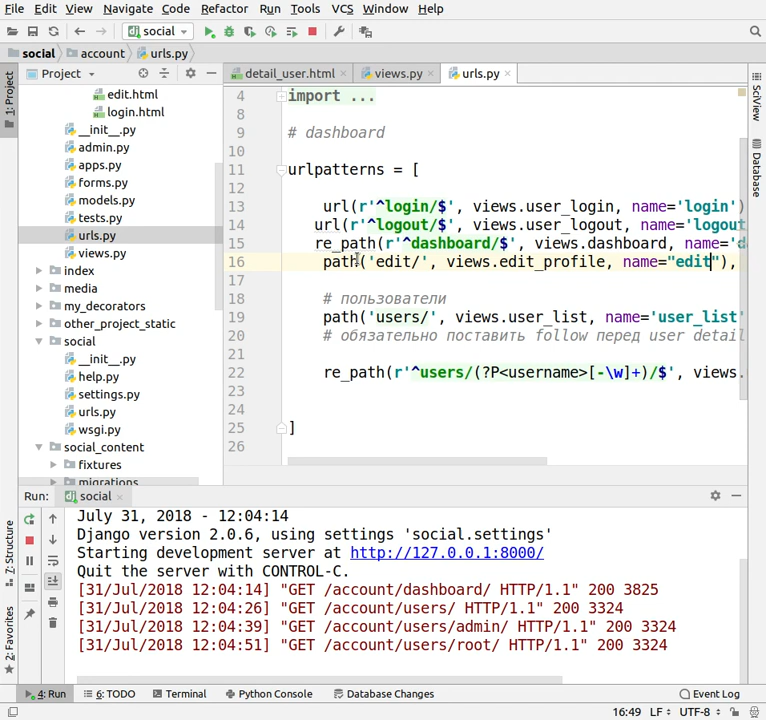 File Edit View Navigate Code Refactor Run Tools VCS Window Help
social
social account urls.py
1: Project
Project
detail_user.html
views.py
urls.py
SciView
Database
edit.html
login.html
__init__.py
admin.py
apps.py
forms.py
models.py
tests.py
urls.py
views.py
index
media
my_decorators
other_project_static
social
__init__.py
help.py
settings.py
urls.py
wsgi.py
social_content
fixtures
migrations
4 import ...
8
9 # dashboard
10
11 urlpatterns = [
12
13 url(r'^login/$', views.user_login, name='login')
14 url(r'^logout/$', views.user_logout, name='logout
15 re_path(r'^dashboard/$', views.dashboard, name='d
16 path('edit/', views.edit_profile, name="edit"),
17
18 # пользователи
19 path('users/', views.user_list, name='user_list'
20 # обязательно поставить follow перед user detail
21
22 re_path(r'^users/(?P<username>[-\w]+)/$', views.
23
24
25 ]
26
Run: social
July 31, 2018 - 12:04:14
Django version 2.0.6, using settings 'social.settings'
Starting development server at http://127.0.0.1:8000/
Quit the server with CONTROL-C.
[31/Jul/2018 12:04:14] "GET /account/dashboard/ HTTP/1.1" 200 3825
[31/Jul/2018 12:04:26] "GET /account/users/ HTTP/1.1" 200 3324
[31/Jul/2018 12:04:39] "GET /account/users/admin/ HTTP/1.1" 200 3324
[31/Jul/2018 12:04:51] "GET /account/users/root/ HTTP/1.1" 200 3324
7: Structure
2: Favorites
4: Run 6: TODO Terminal Python Console Database Changes Event Log
16:49 LF UTF-8